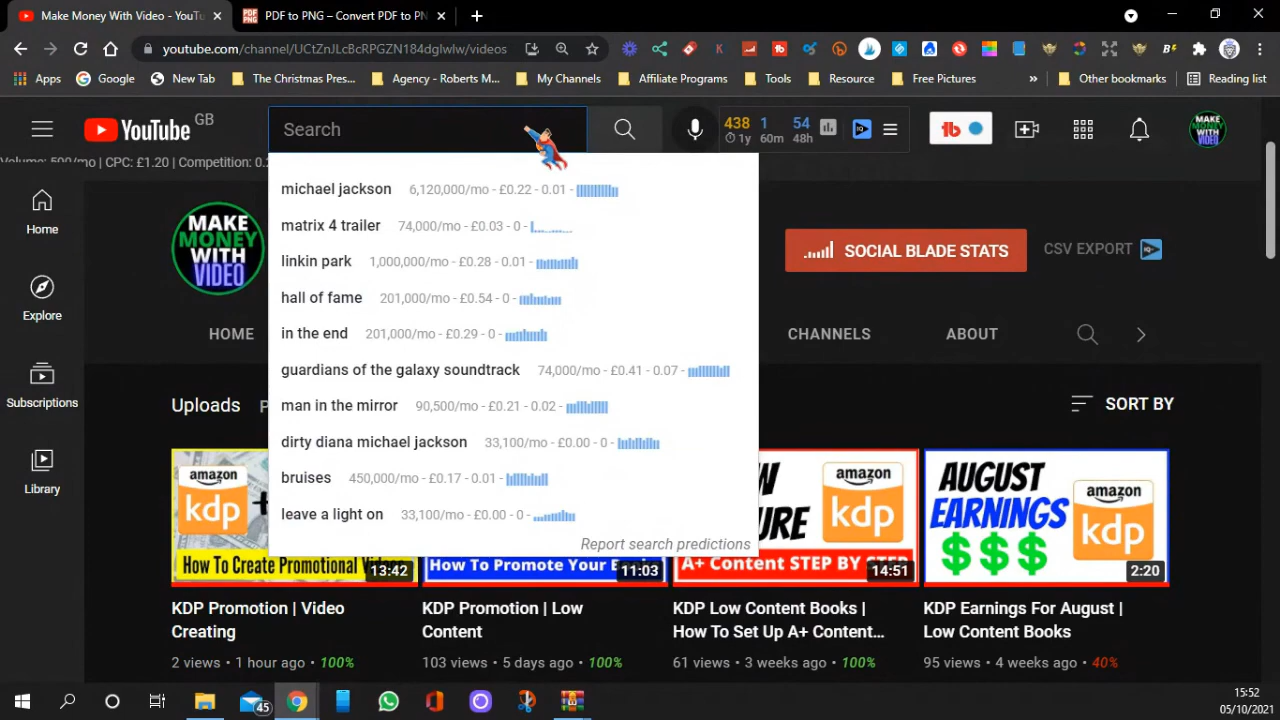 Make Money With Video - YouT
PDF to PNG – Convert PDF to PN
youtube.com/channel/UCtZnJLcBcRPGZN184dglwlw/videos
Apps
Google
New Tab
The Christmas Pres...
Agency - Roberts M...
My Channels
Affiliate Programs
Tools
Resource
Free Pictures
»
Other bookmarks
Reading list
YouTube GB
Search
438 1 54
1y 60m 48h
Volume: 590/mo | CPC: £1.20 | Competition: 0.
michael jackson 6,120,000/mo - £0.22 - 0.01 -
matrix 4 trailer 74,000/mo - £0.03 - 0 -
linkin park 1,000,000/mo - £0.28 - 0.01 -
hall of fame 201,000/mo - £0.54 - 0 -
in the end 201,000/mo - £0.29 - 0 -
guardians of the galaxy soundtrack 74,000/mo - £0.41 - 0.07 -
man in the mirror 90,500/mo - £0.21 - 0.02 -
dirty diana michael jackson 33,100/mo - £0.00 - 0 -
bruises 450,000/mo - £0.17 - 0.01 -
leave a light on 33,100/mo - £0.00 - 0 -
Report search predictions
Home
Explore
Subscriptions
Library
MAKE
MONEY
WITH
VIDEO
SOCIAL BLADE STATS
CSV EXPORT
HOME
CHANNELS
ABOUT
Uploads
SORT BY
amazon
kdp
How To Create Promotional V
13:42
How To Promote Your
11:03
amazon
kdp
A+ Content STEP BY STEP
14:51
AUGUST
EARNINGS
$$$
amazon
kdp
2:20
KDP Promotion | Video
Creating
2 views • 1 hour ago • 100%
KDP Promotion | Low
Content
103 views • 5 days ago • 100%
KDP Low Content Books |
How To Set Up A+ Content...
61 views • 3 weeks ago • 100%
KDP Earnings For August |
Low Content Books
95 views • 4 weeks ago • 40%
45
15:52
05/10/2021